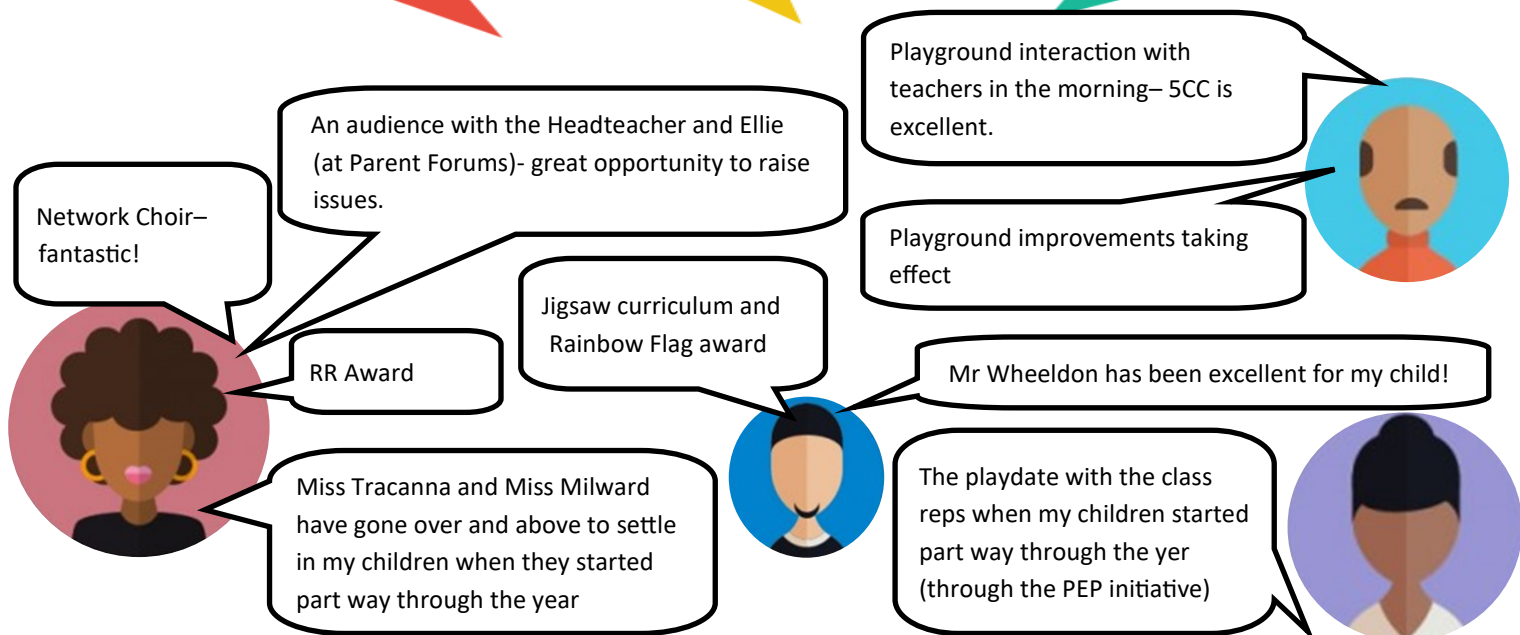 Playground interaction with
teachers in the morning– 5CC is
excellent.
An audience with the Headteacher and Ellie
(at Parent Forums)- great opportunity to raise
issues.
Network Choir–
fantastic!
Playground improvements taking
effect
Jigsaw curriculum and
Rainbow Flag award
RR Award
Mr Wheeldon has been excellent for my child!
Miss Tracanna and Miss Milward
have gone over and above to settle
in my children when they started
part way through the year
The playdate with the class
reps when my children started
part way through the yer
(through the PEP initiative)